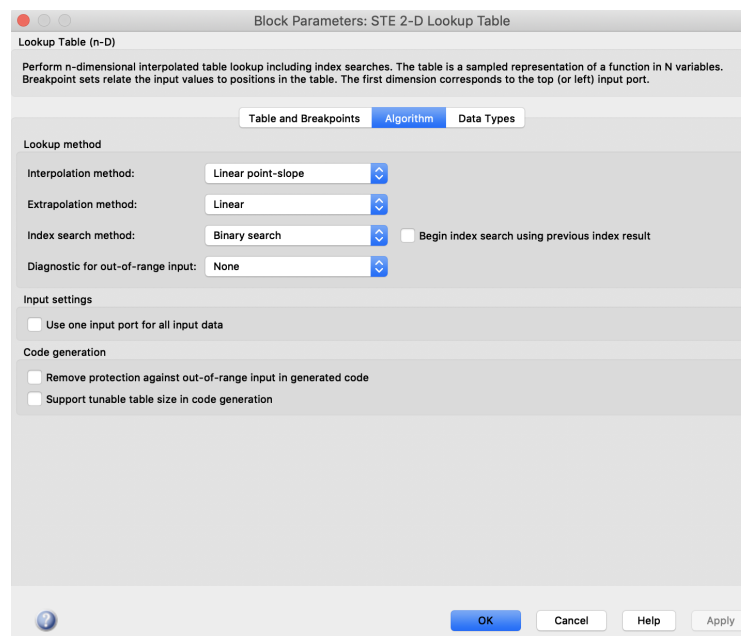 Block Parameters: STE 2-D Lookup Table
Lookup Table (n-D)
Perform n-dimensional interpolated table lookup including index searches. The table is a sampled representation of a function in N variables.
Breakpoint sets relate the input values to positions in the table. The first dimension corresponds to the top (or left) input port.
Table and Breakpoints Algorithm Data Types
Lookup method
Interpolation method: Linear point-slope
Extrapolation method: Linear
Index search method: Binary search Begin index search using previous index result
Diagnostic for out-of-range input: None
Input settings
Use one input port for all input data
Code generation
Remove protection against out-of-range input in generated code
Support tunable table size in code generation
? OK Cancel Help Apply